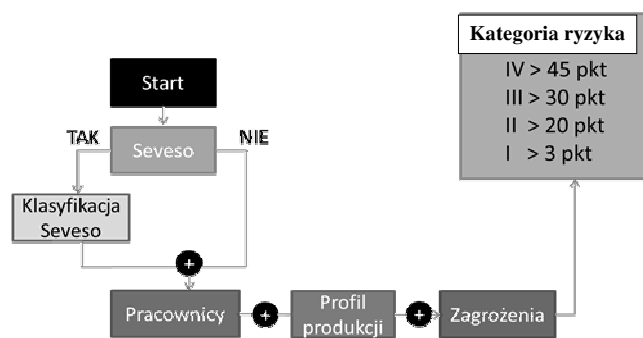 Start
TAK
NIE
Seveso
Klasyfikacja
Seveso
+
Pracownicy
+
Profil
produkcji
+
Zagrożenia
Kategoria ryzyka
IV > 45 pkt
III > 30 pkt
II > 20 pkt
I > 3 pkt